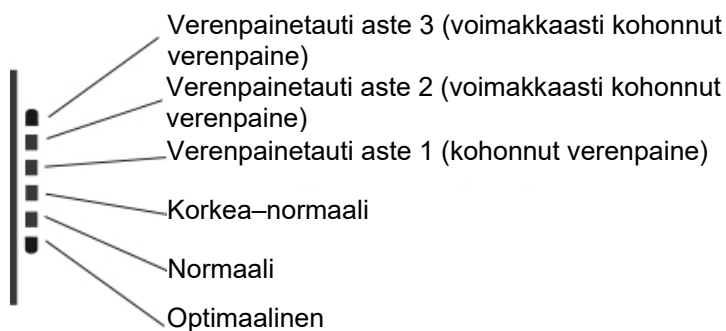 Verenpainetauti aste 3 (voimakkaasti kohonnut
verenpaine)
Verenpainetauti aste 2 (voimakkaasti kohonnut
verenpaine)
Verenpainetauti aste 1 (kohonnut verenpaine)
Korkea–normaali
Normaali
Optimaalinen